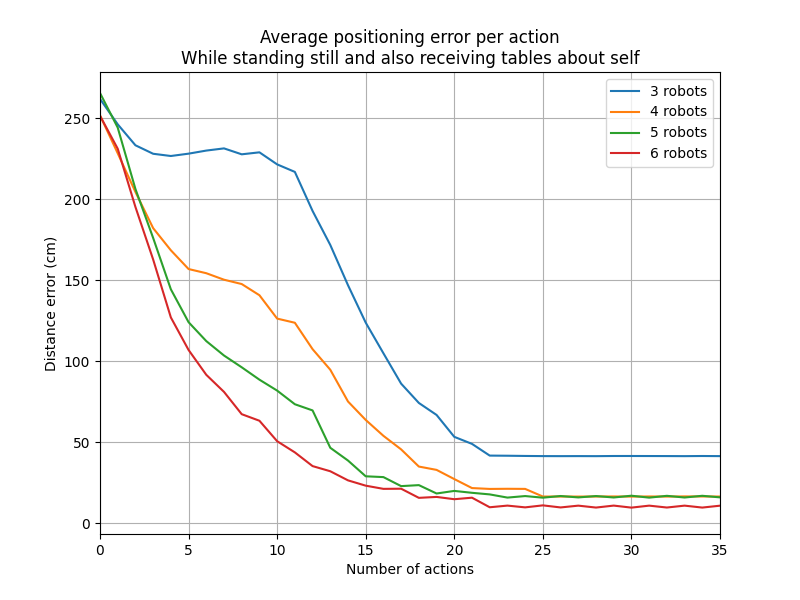 Average positioning error per action
While standing still and also receiving tables about self
3 robots
4 robots
5 robots
6 robots
Distance error (cm)
250
200
150
100
50
0
0 5 10 15 20 25 30 35
Number of actions